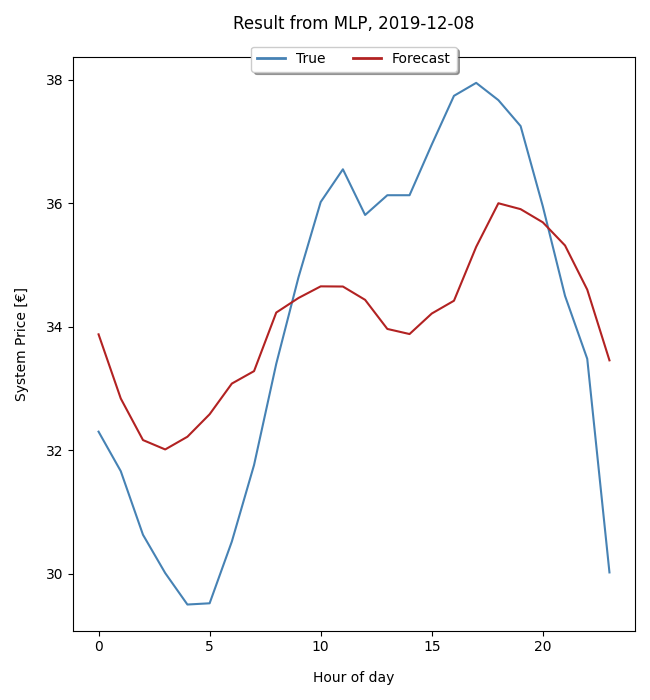 Result from MLP, 2019-12-08
True Forecast
38
36
34
32
30
System Price [€]
0 5 10 15 20
Hour of day